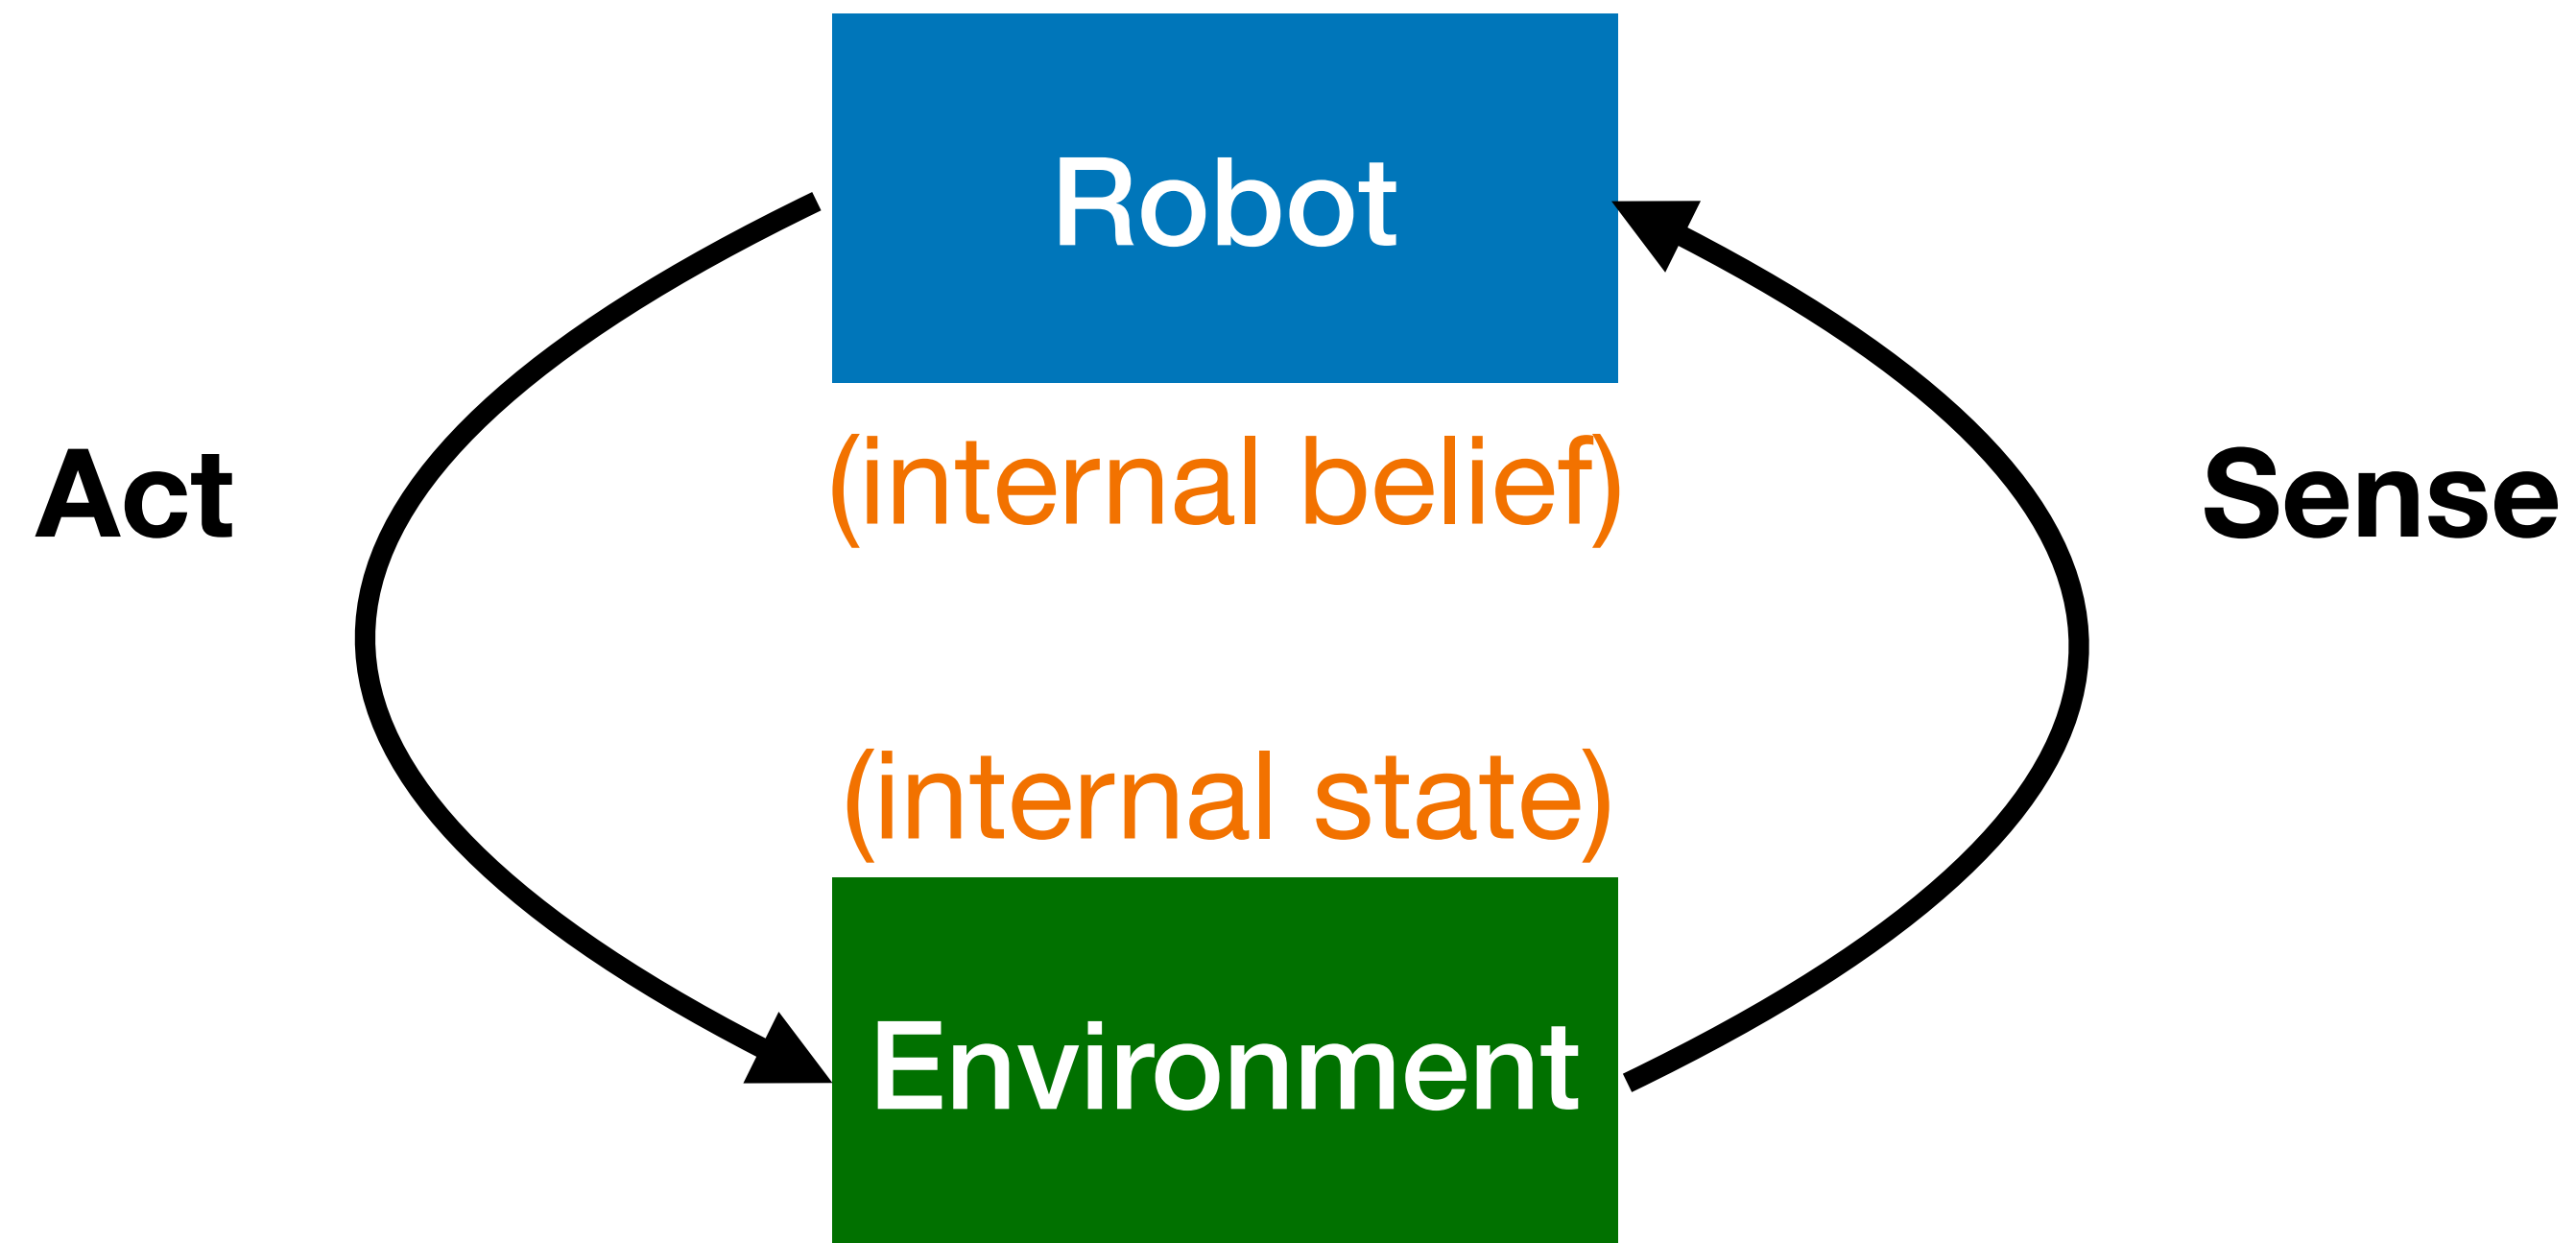 Robot
(internal belief)
Act
Sense
(internal state)
Environment